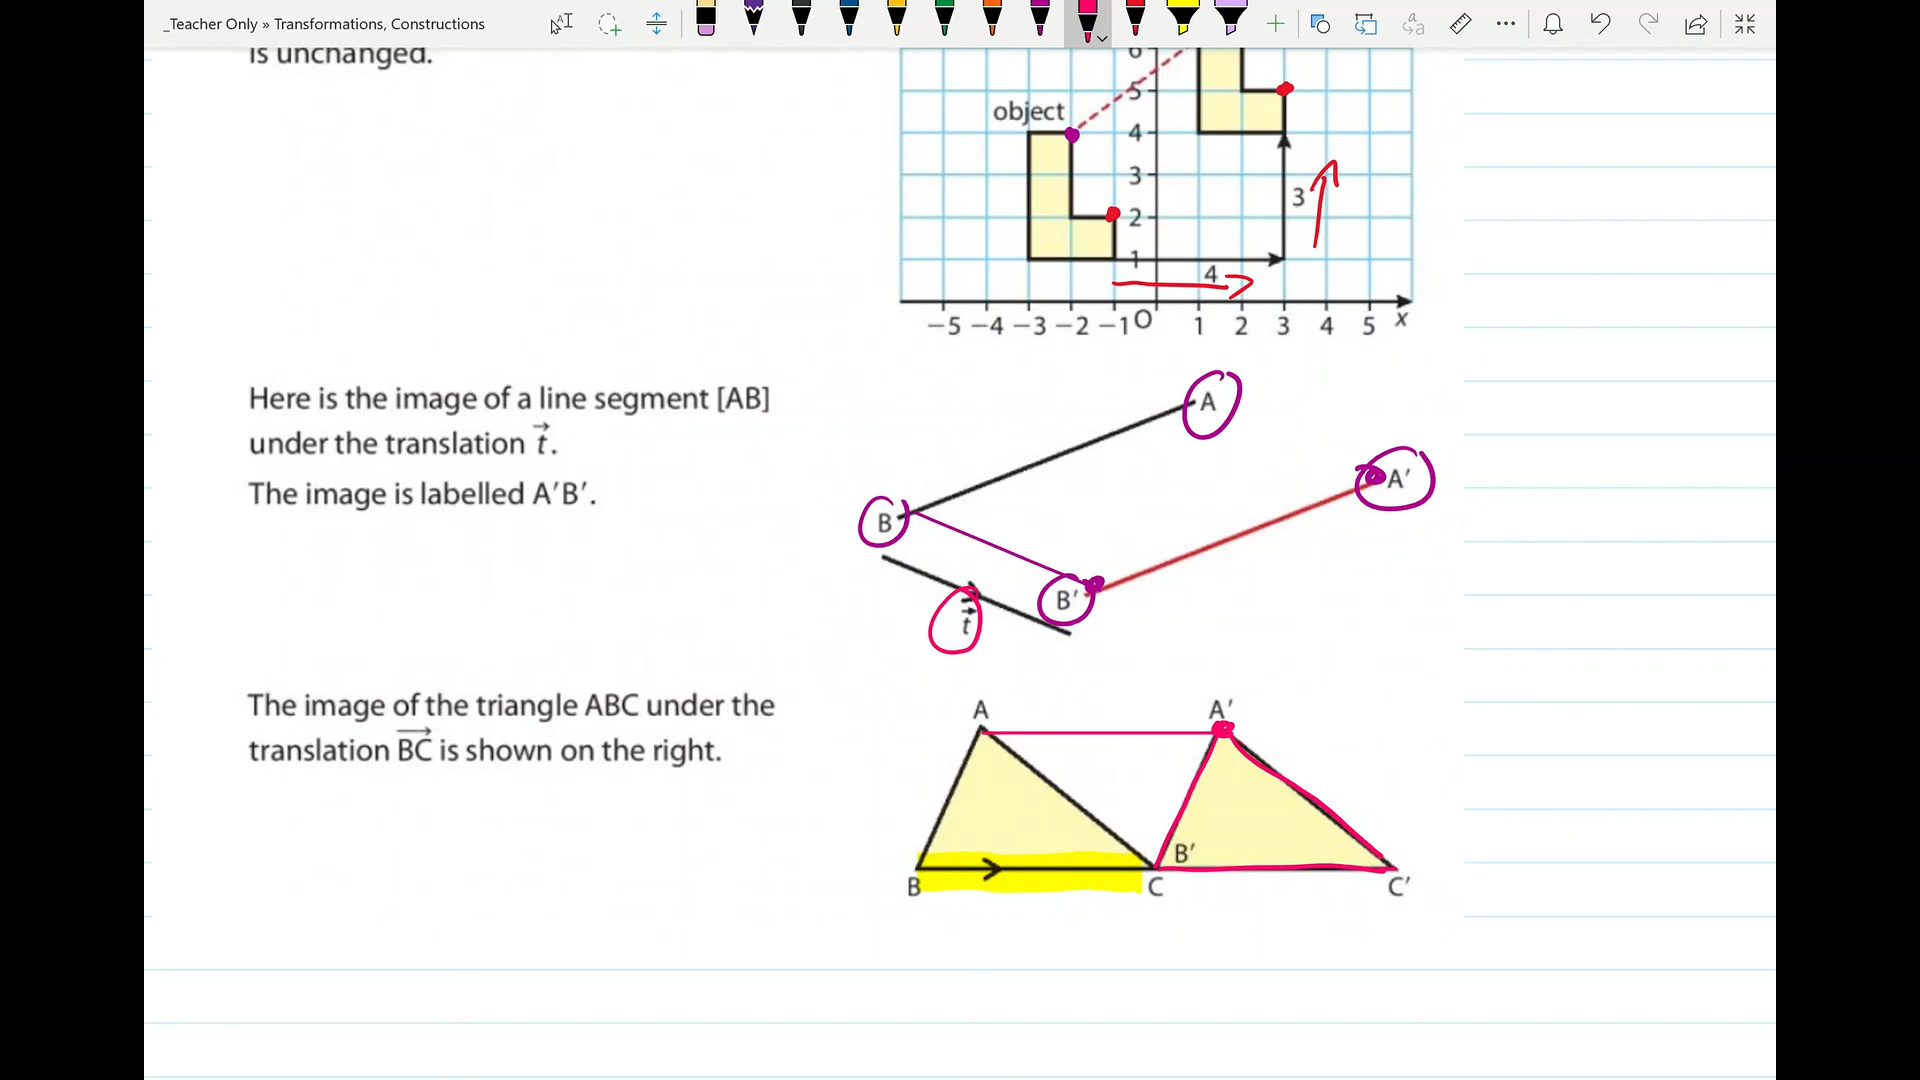 _Teacher Only » Transformations, Constructions
is unchanged.
6
5
object
4
3
3
2
1
4
−5 −4 −3 −2 −1 O 1 2 3 4 5 x
Here is the image of a line segment [AB]
under the translation t⃗.
The image is labelled A′B′.
A
A′
B
B′
t⃗
The image of the triangle ABC under the
translation B͞C⃗ is shown on the right.
A A′
B′
B C C′